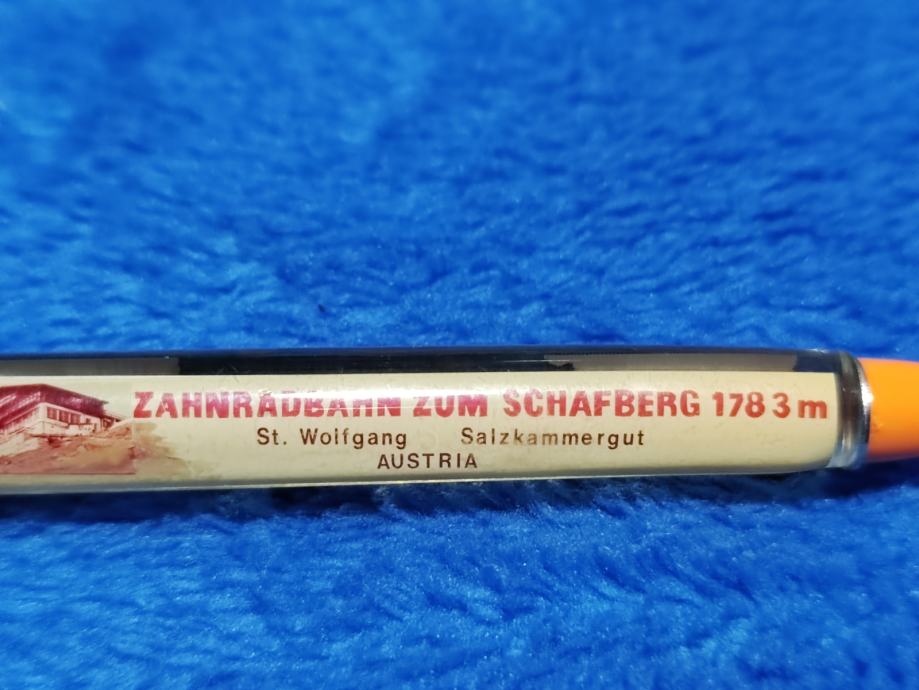 ZAHNRADBAHN ZUM SCHAFBERG 1783 m
St. Wolfgang Salzkammergut
AUSTRIA